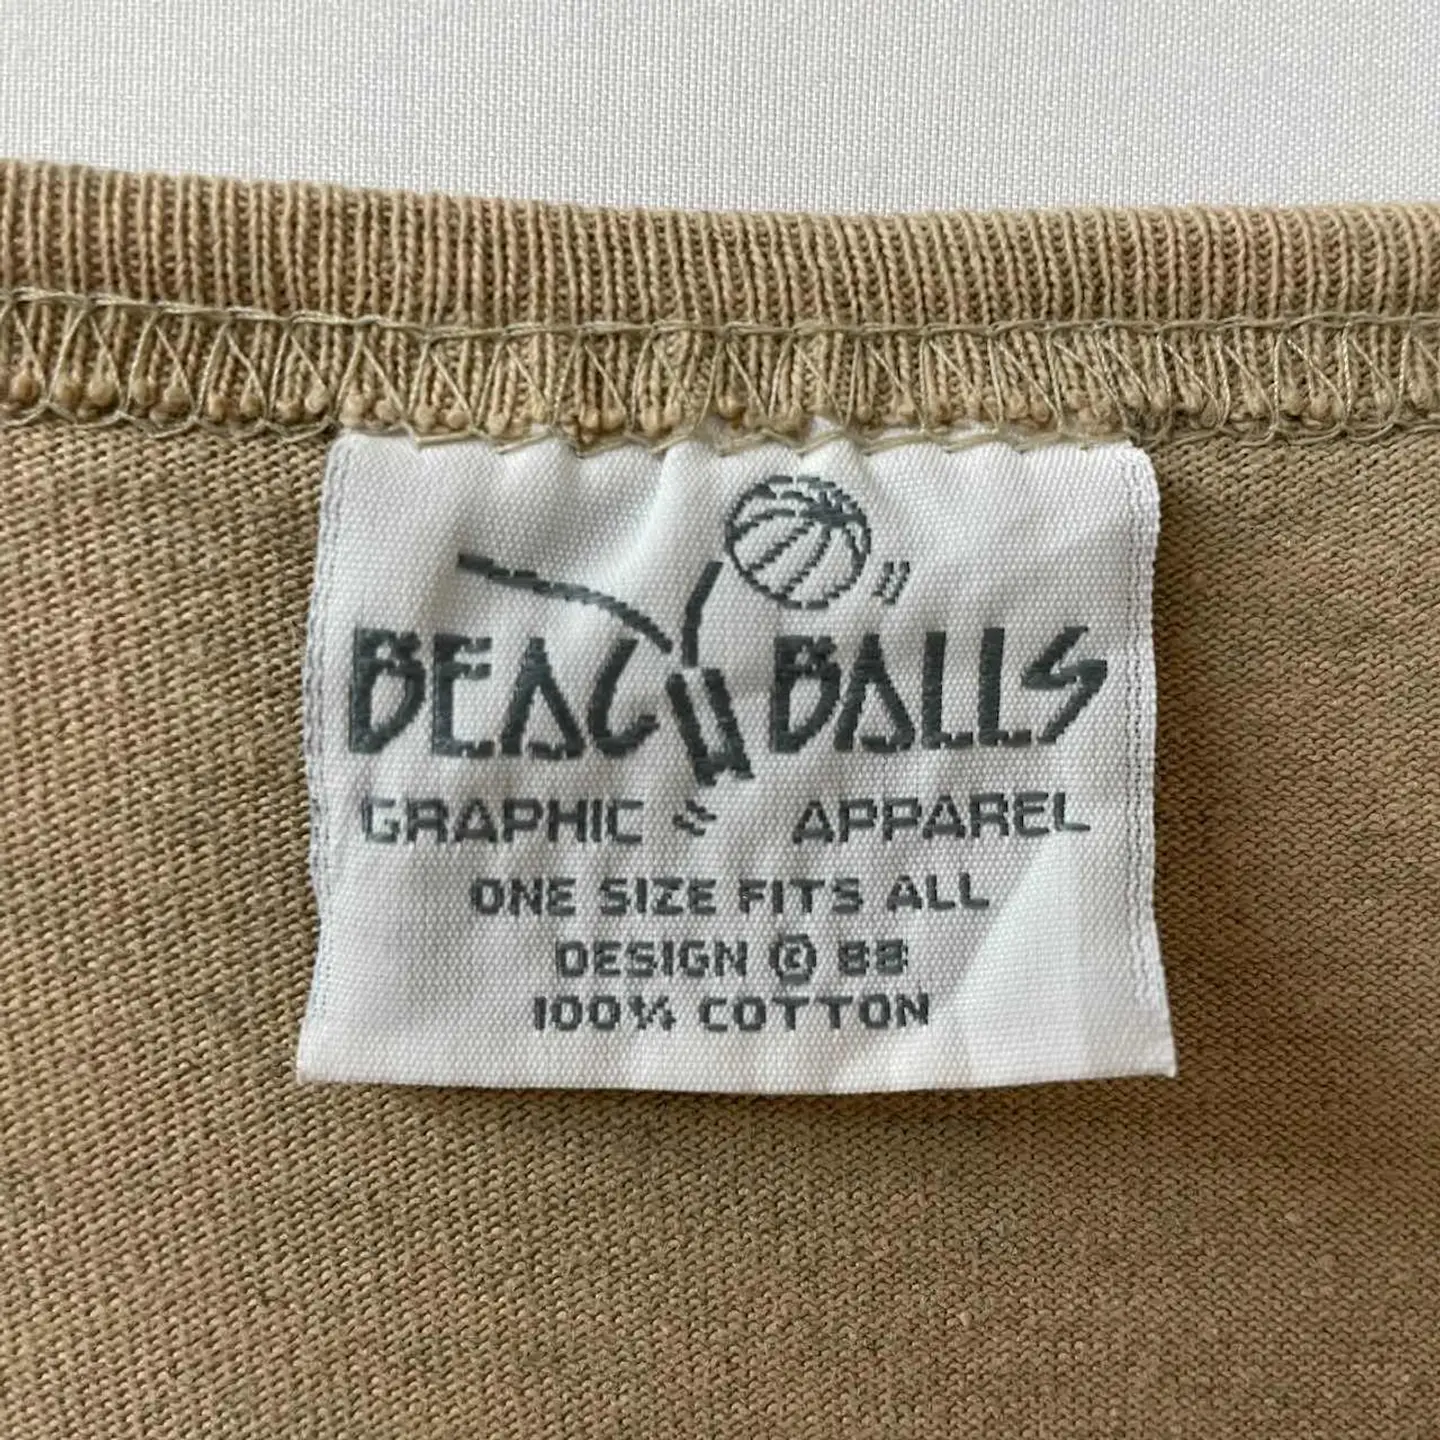 BEACH BALLS
GRAPHIC APPAREL
ONE SIZE FITS ALL
DESIGN © 88
100% COTTON